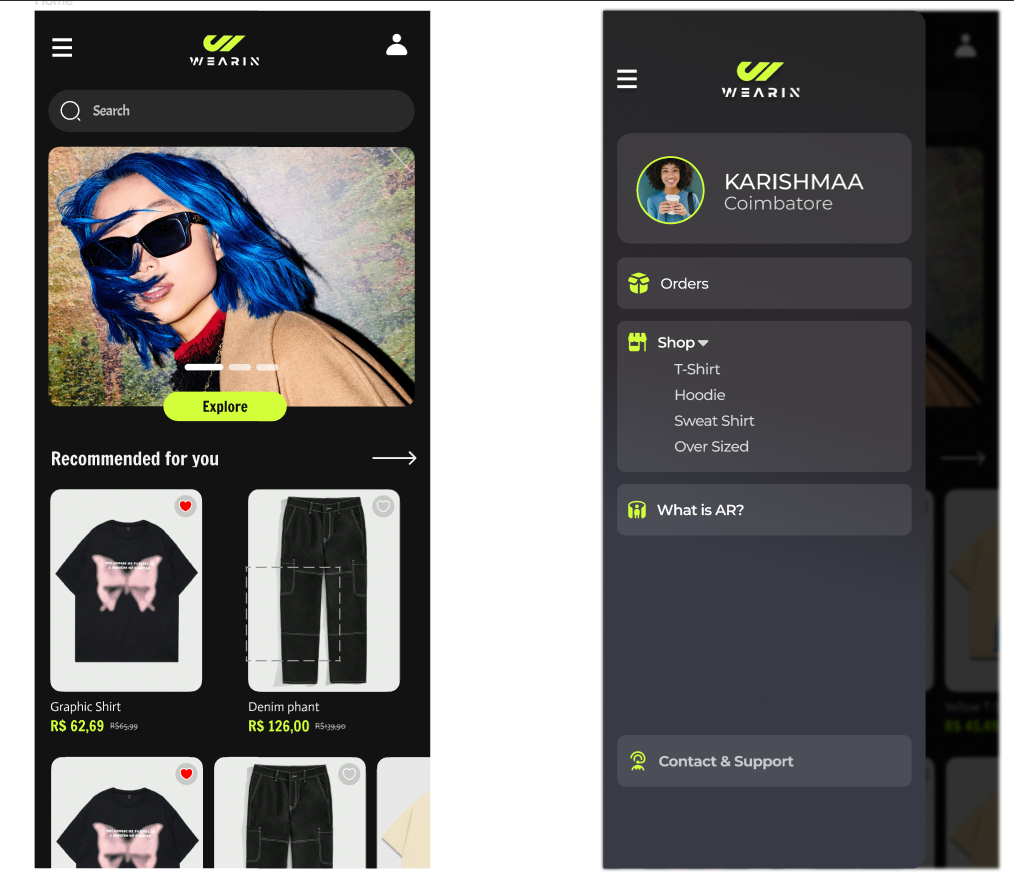 Home
WEARIN
Search
Explore
Recommended for you
Graphic Shirt
R$ 62,69 R$65,99
Denim phant
R$ 126,00 R$139,90
WEARIN
KARISHMAA
Coimbatore
Orders
Shop
T-Shirt
Hoodie
Sweat Shirt
Over Sized
What is AR?
Contact & Support